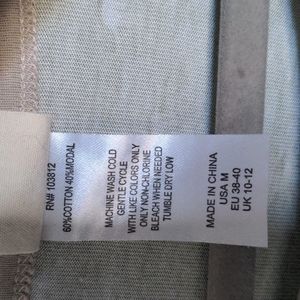 RN# 103812
60%COTTON 40%MODAL
MACHINE WASH COLD
GENTLE CYCLE
WITH LIKE COLORS ONLY
ONLY NON-CHLORINE
BLEACH WHEN NEEDED
TUMBLE DRY LOW
MADE IN CHINA
USA M
EU 38-40
UK 10-12